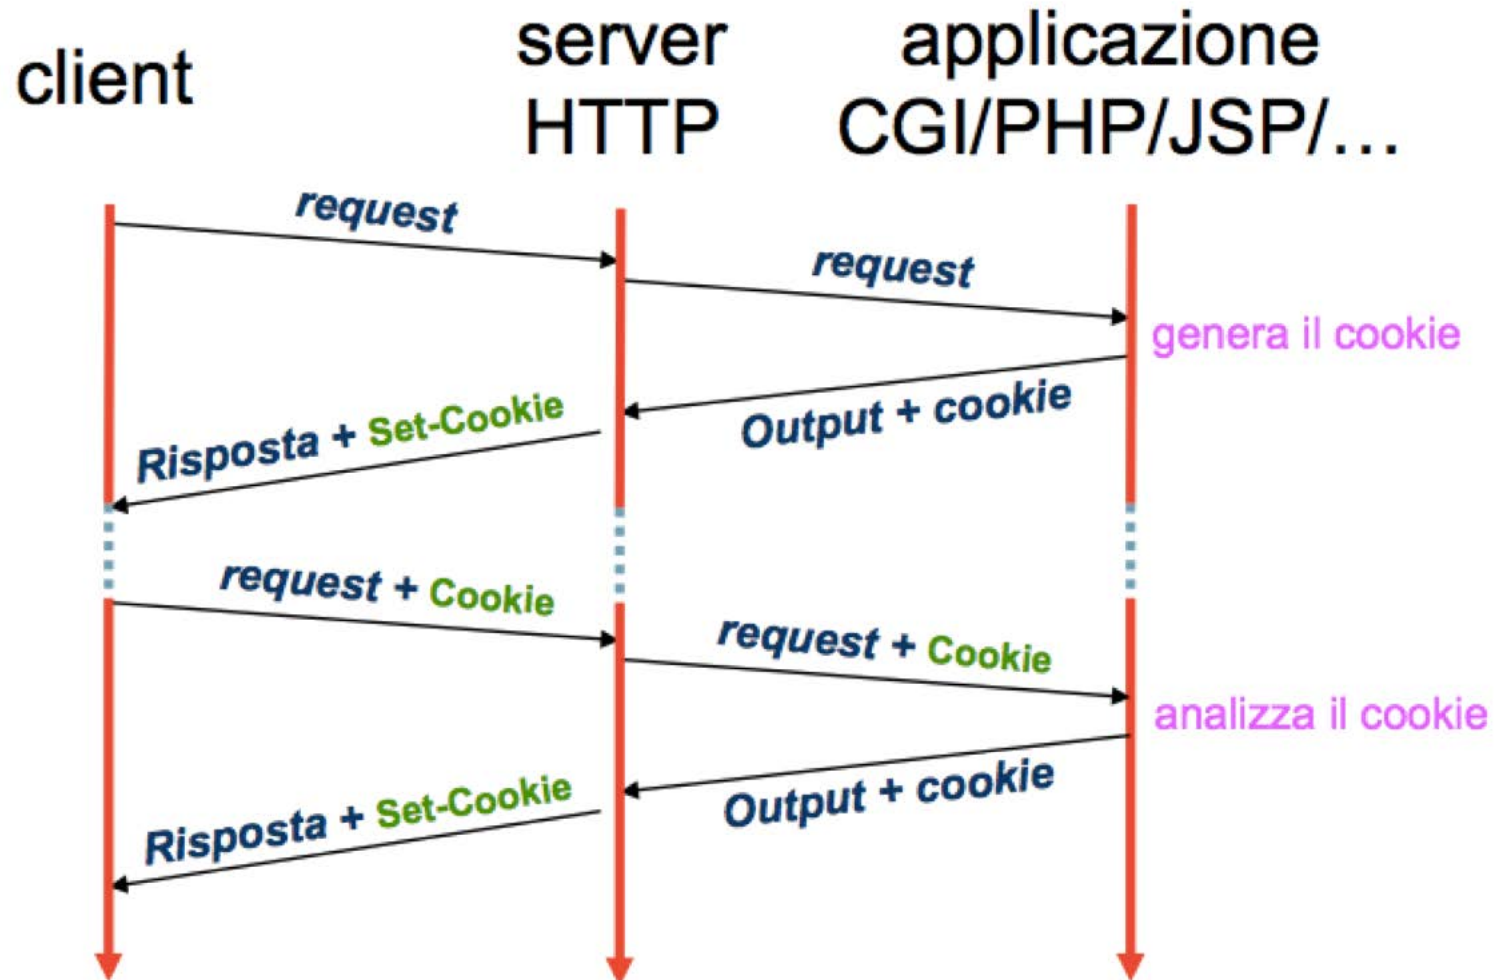 client
server
HTTP
applicazione
CGI/PHP/JSP/...
request
request
genera il cookie
Output + cookie
Risposta + Set-Cookie
request + Cookie
request + Cookie
analizza il cookie
Output + cookie
Risposta + Set-Cookie